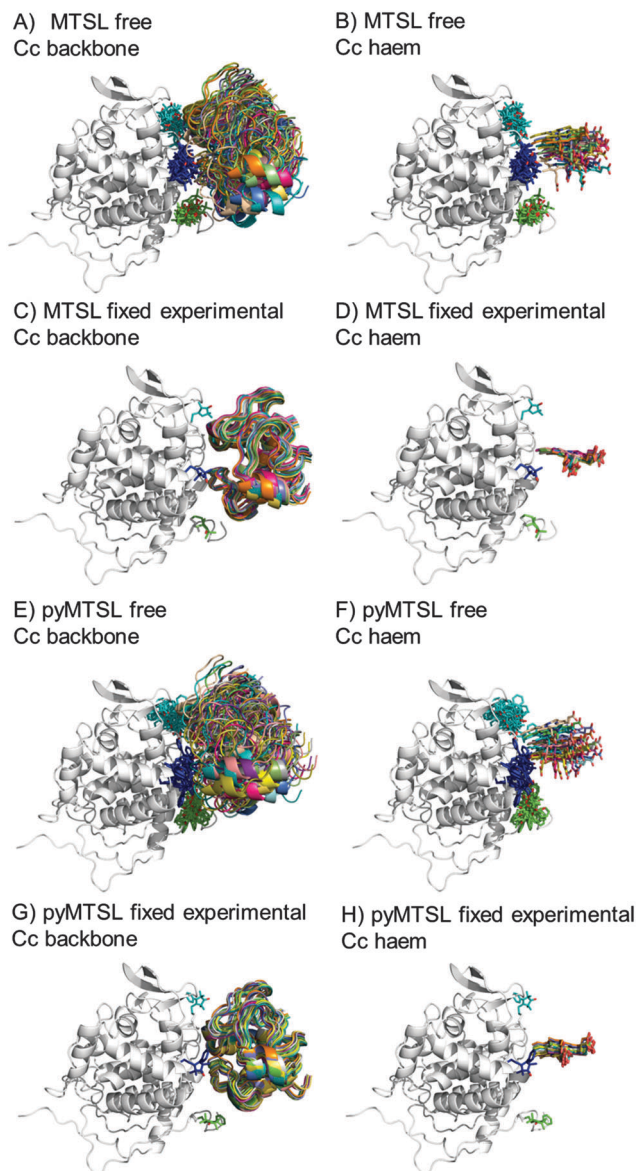 A) MTSL free
Cc backbone
B) MTSL free
Cc haem
C) MTSL fixed experimental
Cc backbone
D) MTSL fixed experimental
Cc haem
E) pyMTSL free
Cc backbone
F) pyMTSL free
Cc haem
G) pyMTSL fixed experimental
Cc backbone
H) pyMTSL fixed experimental
Cc haem